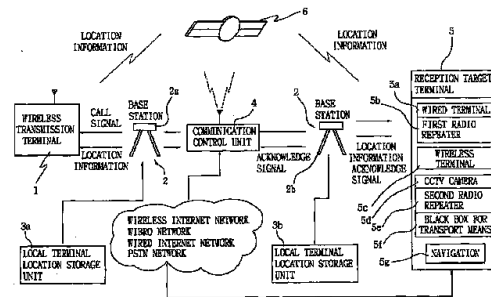 6
LOCATION
INFORMATION
LOCATION
INFORMATION
5
RECEPTION TARGET
TERMINAL
3a
WIRED TERMINAL
5b
FIRST RADIO
REPEATER
WIRELESS
TERMINAL
5c
CCTV CAMERA
5d
SECOND RADIO
REPEATER
5e
BLACK BOX FOR
TRANSPORT MEANS
5f
NAVIGATION
5g
WIRELESS
TRANSMISSION
TERMINAL
1
CALL
SIGNAL
LOCATION
INFORMATION
2a
BASE
STATION
2
4
COMMUNICATION
CONTROL UNIT
ACKNOWLEDGE
SIGNAL
2
BASE
STATION
2b
LOCATION
INFORMATION
ACKNOWLEDGE
SIGNAL
WIRELESS INTERNET NETWORK
WIBRO NETWORK
WIRED INTERNET NETWORK
PSTN NETWORK
3a
LOCAL TERMINAL
LOCATION STORAGE
UNIT
3b
LOCAL TERMINAL
LOCATION STORAGE
UNIT